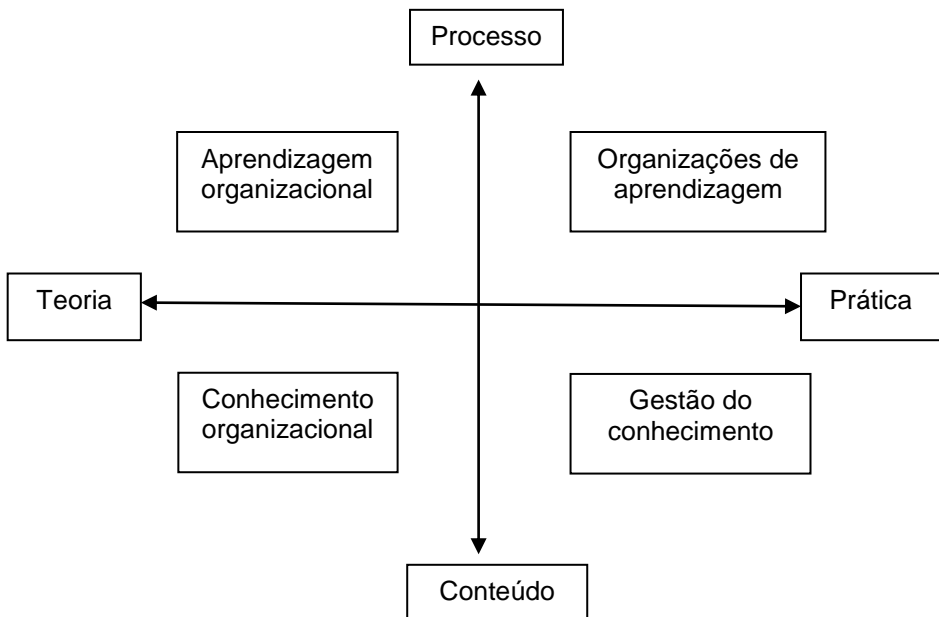 Processo
Aprendizagem
organizacional
Organizações de
aprendizagem
Teoria
Prática
Conhecimento
organizacional
Gestão do
conhecimento
Conteúdo